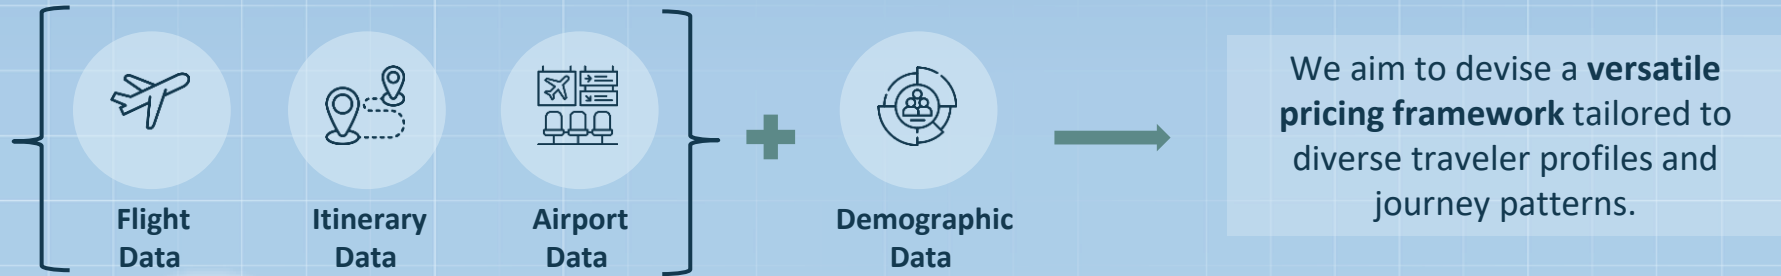 Flight
Data
Itinerary
Data
Airport
Data
Demographic
Data
We aim to devise a versatile
pricing framework tailored to
diverse traveler profiles and
journey patterns.